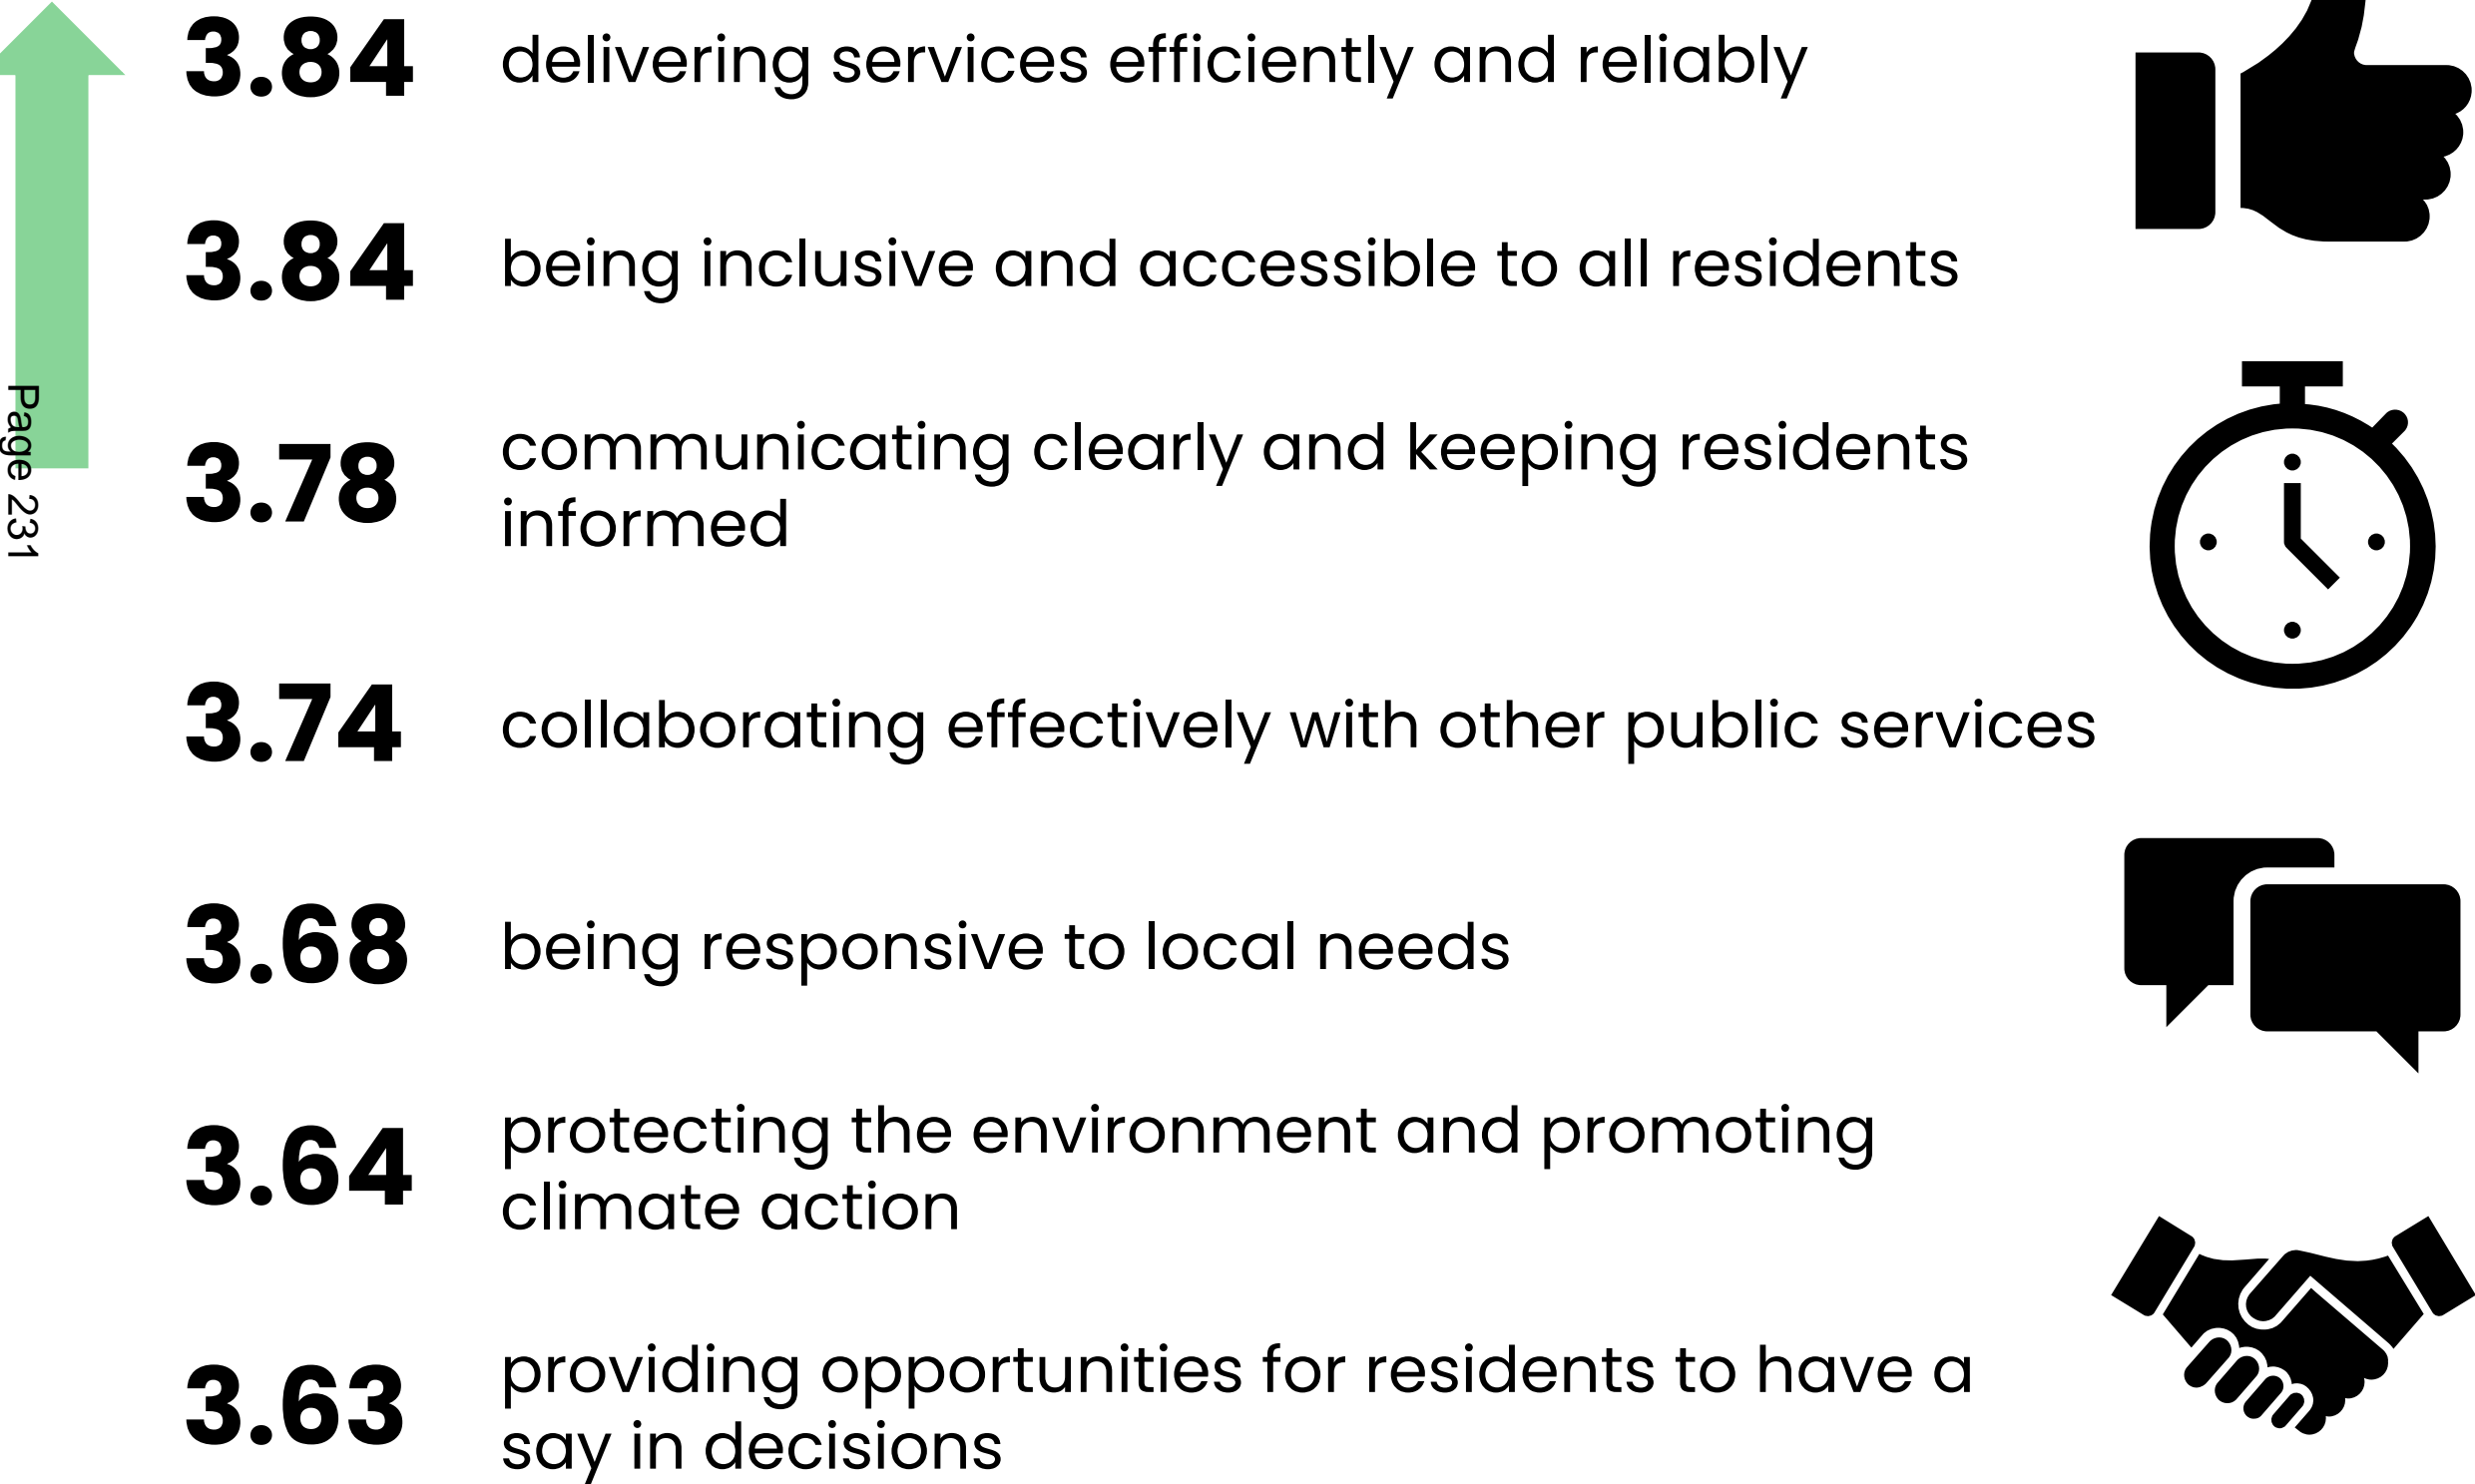 3.84 delivering services efficiently and reliably
3.84 being inclusive and accessible to all residents
3.78 communicating clearly and keeping residents
informed
3.74 collaborating effectively with other public services
3.68 being responsive to local needs
3.64 protecting the environment and promoting
climate action
3.63 providing opportunities for residents to have a
say in decisions
Page 231